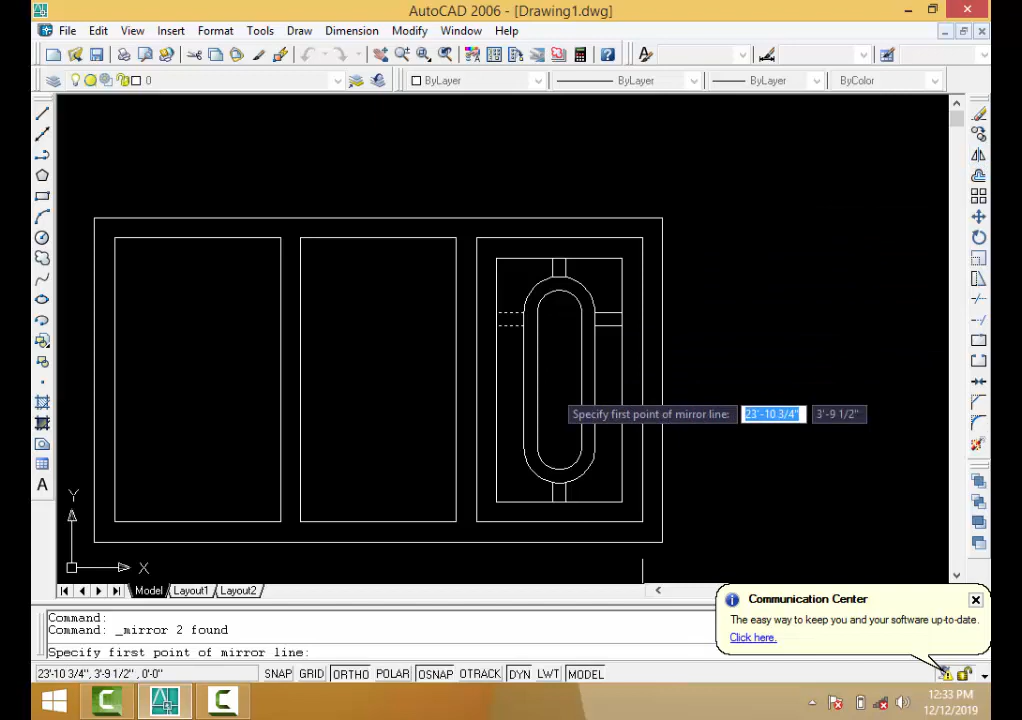 AutoCAD 2006 - [Drawing1.dwg]
File Edit View Insert Format Tools Draw Dimension Modify Window Help
0 ByLayer ByLayer ByLayer ByColor
Specify first point of mirror line: 23'-10 3/4" 3'-9 1/2"
Y
X
A
Model Layout1 Layout2
Communication Center
The easy way to keep you and your software up-to-date.
Click here.
Command:
Command: _mirror 2 found
Specify first point of mirror line:
23'-10 3/4", 3'-9 1/2", 0'-0" SNAP GRID ORTHO POLAR OSNAP OTRACK DYN LWT MODEL
12:33 PM
12/12/2019